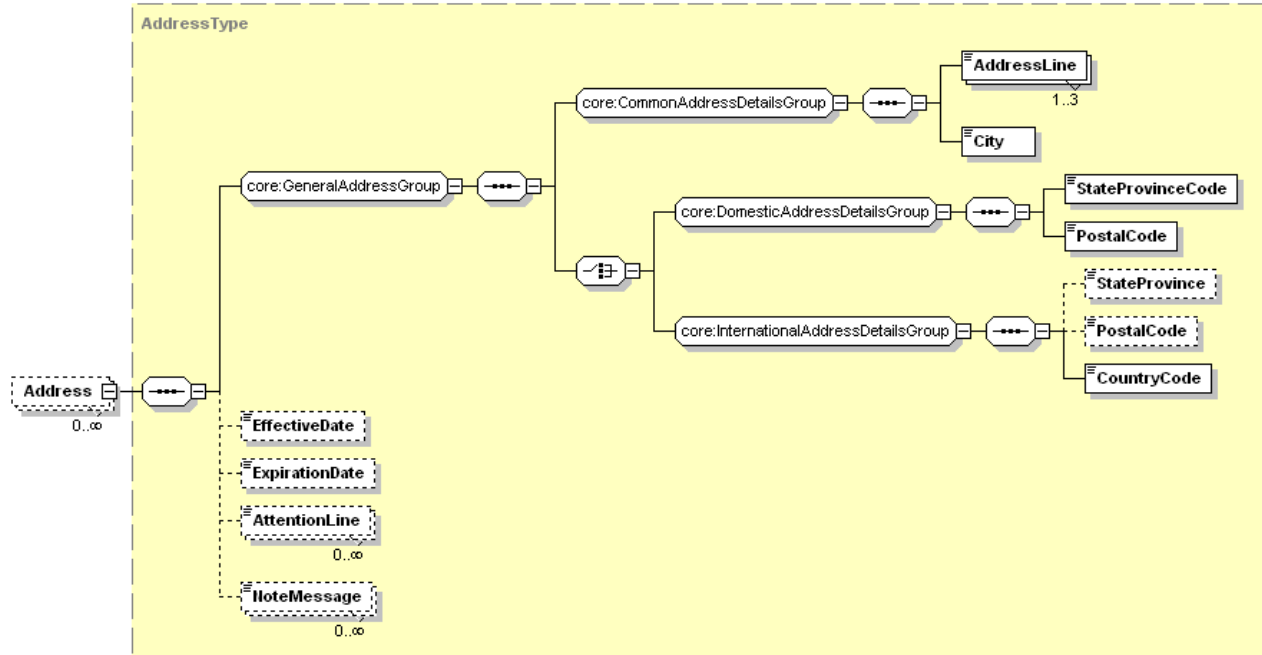 AddressType
AddressLine
1..3
core:CommonAddressDetailsGroup
City
core:GeneralAddressGroup
StateProvinceCode
core:DomesticAddressDetailsGroup
PostalCode
StateProvince
core:InternationalAddressDetailsGroup
PostalCode
CountryCode
Address
0..∞
EffectiveDate
ExpirationDate
AttentionLine
0..∞
NoteMessage
0..∞